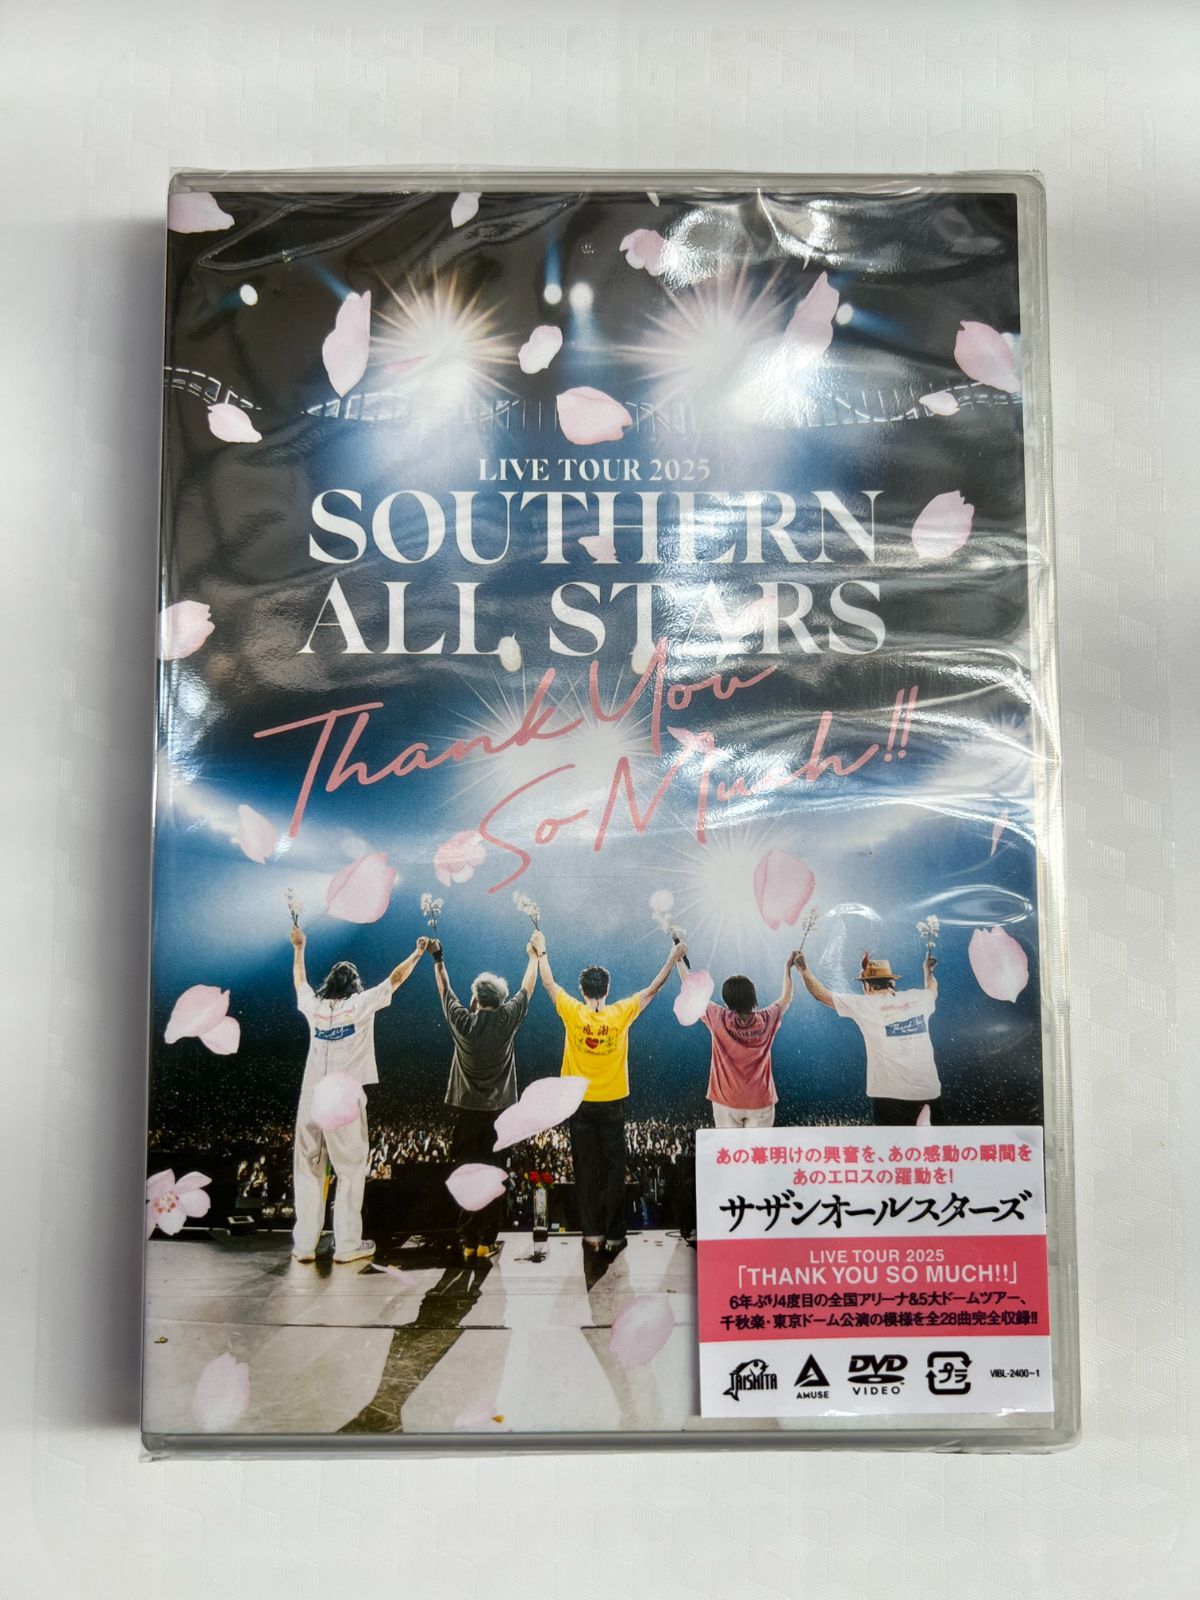 LIVE TOUR 2025
SOUTHERN
ALL STARS
Thank You
So Much!!
感謝
あの幕明けの興奮を、あの感動の瞬間を
あのエロスの躍動を!
サザンオールスターズ
LIVE TOUR 2025
「THANK YOU SO MUCH!!」
6年ぶり4度目の全国アリーナ&5大ドームツアー、
千秋楽・東京ドーム公演の模様を全28曲完全収録!!
TAISHITA
AMUSE
DVD
VIDEO
プラ
VIBL-2400~1